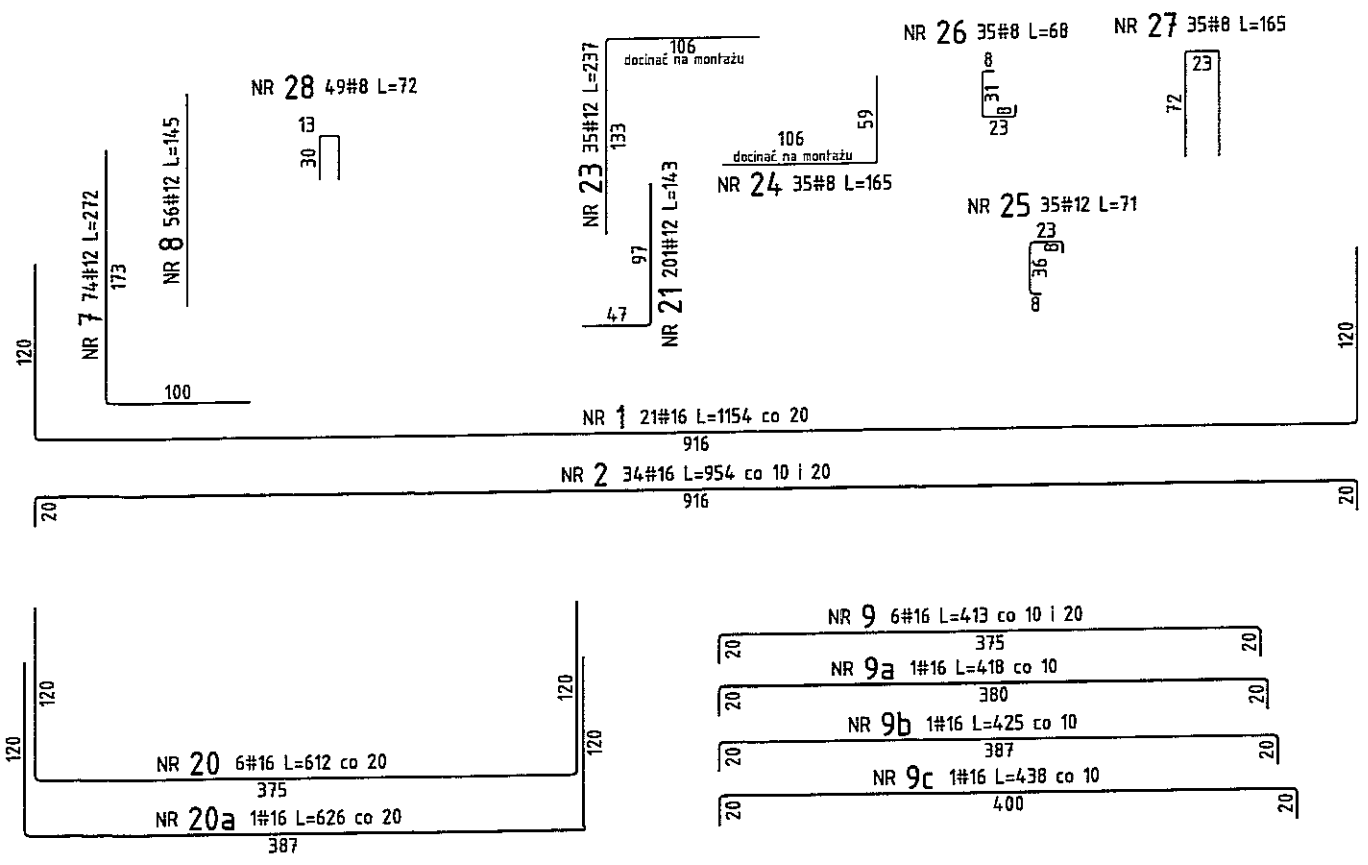 NR 28 49#8 L=72
13
30
NR 7 74#12 L=272
173
100
NR 8 56#12 L=145
NR 23 35#12 L=237
133
106
docinać na montażu
NR 21 201#12 L=143
97
47
106
docinać na montażu
59
NR 24 35#8 L=165
NR 26 35#8 L=68
8
31
8
23
NR 27 35#8 L=165
23
72
NR 25 35#12 L=71
23
8
36
8
120
120
NR 1 21#16 L=1154 co 20
916
NR 2 34#16 L=954 co 10 i 20
20
916
20
120
120
NR 20 6#16 L=612 co 20
375
120
120
NR 20a 1#16 L=626 co 20
387
NR 9 6#16 L=413 co 10 i 20
20
375
20
NR 9a 1#16 L=418 co 10
20
380
20
NR 9b 1#16 L=425 co 10
20
387
20
NR 9c 1#16 L=438 co 10
20
400
20